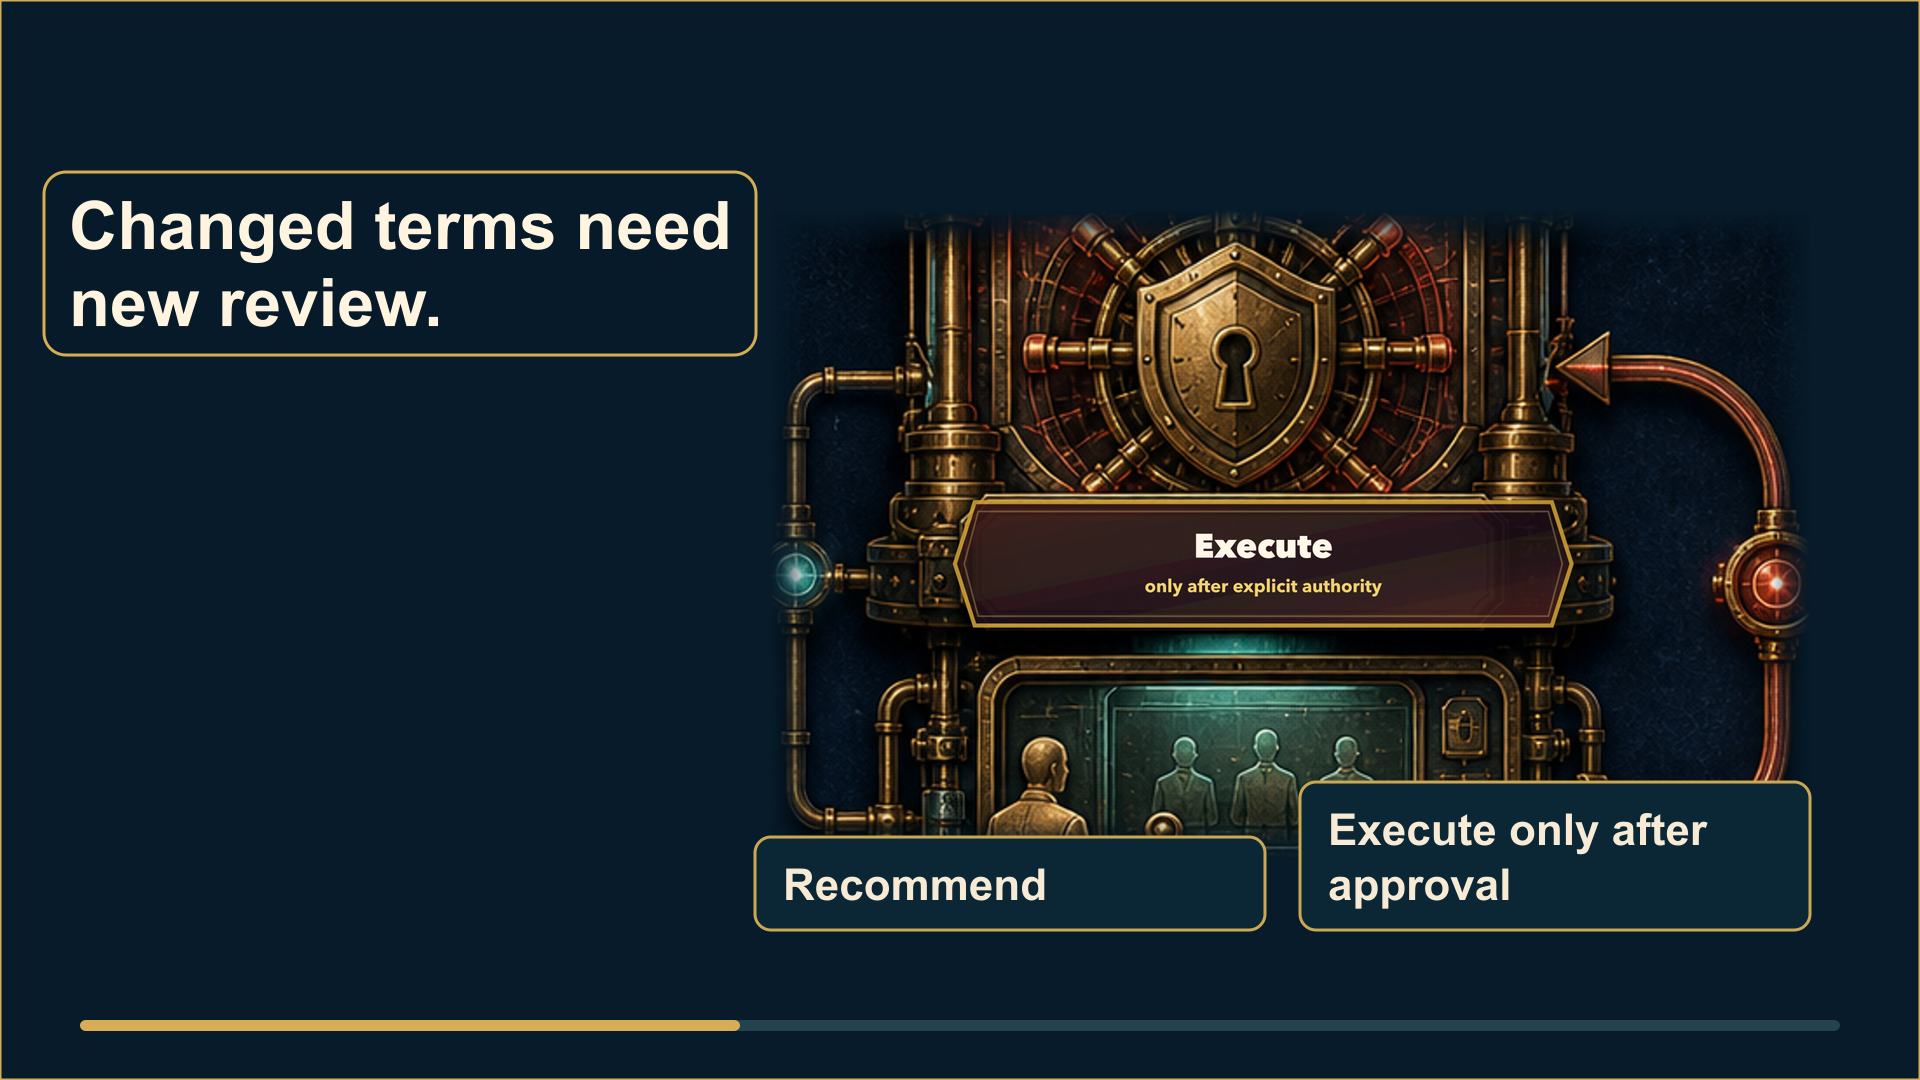 Changed terms need
new review.
Execute
only after explicit authority
Recommend
Execute only after
approval